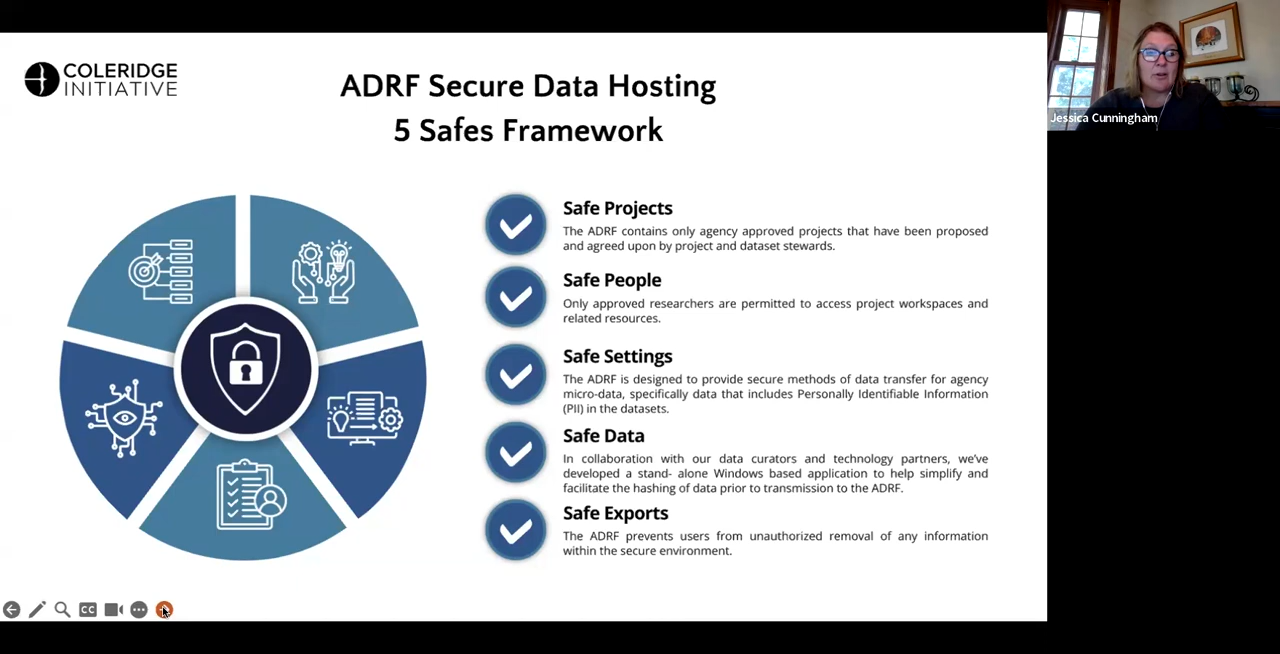 COLERIDGE
INITIATIVE
ADRF Secure Data Hosting
5 Safes Framework
Jessica Cunningham
Safe Projects
The ADRF contains only agency approved projects that have been proposed
and agreed upon by project and dataset stewards.
Safe People
Only approved researchers are permitted to access project workspaces and
related resources.
Safe Settings
The ADRF is designed to provide secure methods of data transfer for agency
micro-data, specifically data that includes Personally Identifiable Information
(PII) in the datasets.
Safe Data
In collaboration with our data curators and technology partners, we've
developed a stand- alone Windows based application to help simplify and
facilitate the hashing of data prior to transmission to the ADRF.
Safe Exports
The ADRF prevents users from unauthorized removal of any information
within the secure environment.
CC